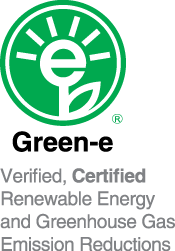 e
®
Green-e
Verified, Certified
Renewable Energy
and Greenhouse Gas
Emission Reductions